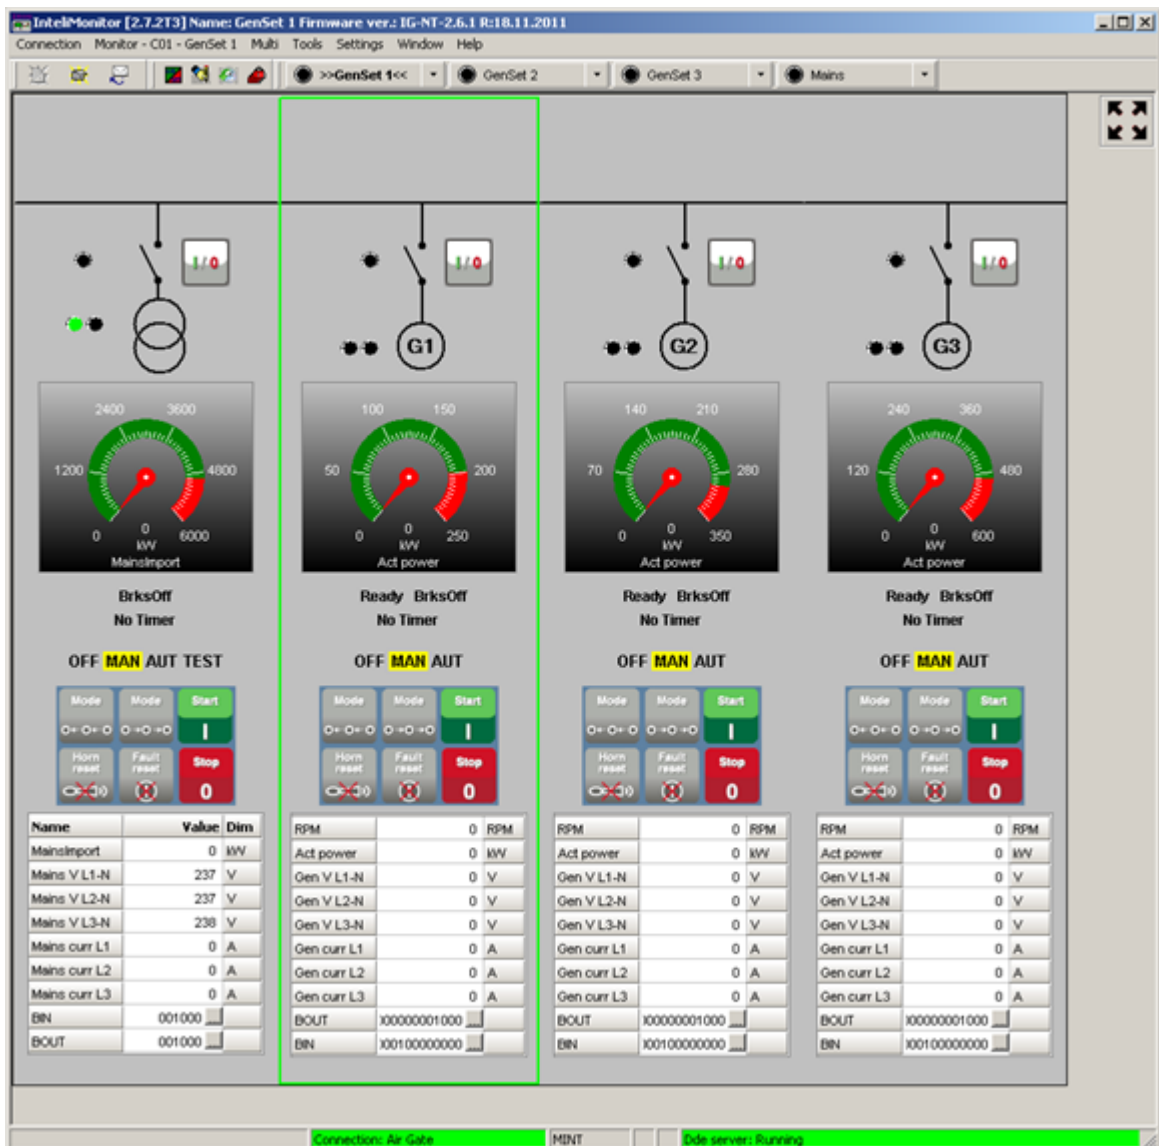 InteliMonitor [2.7.2T3] Name: GenSet 1 Firmware ver.: IG-NT-2.6.1 R:18.11.2011
Connection Monitor - C01 - GenSet 1 Multi Tools Settings Window Help
>>GenSet 1<< GenSet 2 GenSet 3 Mains
I/0 I/0 I/0 I/0
G1 G2 G3
2400 3600 100 150 140 210 240 360
1200 4800 50 200 70 280 120 480
0 0 6000 0 0 250 0 0 350 0 0 600
kW kW kW kW
MainsImport Act power Act power Act power
BrksOff Ready BrksOff Ready BrksOff Ready BrksOff
No Timer No Timer No Timer No Timer
OFF MAN AUT TEST OFF MAN AUT OFF MAN AUT OFF MAN AUT
Mode Mode Start Mode Mode Start Mode Mode Start Mode Mode Start
I I I I
Horn reset Fault reset Stop Horn reset Fault reset Stop Horn reset Fault reset Stop Horn reset Fault reset Stop
0 0 0 0
Name Value Dim RPM 0 RPM RPM 0 RPM RPM 0 RPM
MainsImport 0 kW Act power 0 kW Act power 0 kW Act power 0 kW
Mains V L1-N 237 V Gen V L1-N 0 V Gen V L1-N 0 V Gen V L1-N 0 V
Mains V L2-N 237 V Gen V L2-N 0 V Gen V L2-N 0 V Gen V L2-N 0 V
Mains V L3-N 238 V Gen V L3-N 0 V Gen V L3-N 0 V Gen V L3-N 0 V
Mains curr L1 0 A Gen curr L1 0 A Gen curr L1 0 A Gen curr L1 0 A
Mains curr L2 0 A Gen curr L2 0 A Gen curr L2 0 A Gen curr L2 0 A
Mains curr L3 0 A Gen curr L3 0 A Gen curr L3 0 A Gen curr L3 0 A
BIN 001000 ... BOUT 00000001000 ... BOUT 00000001000 ... BOUT 00000001000 ...
BOUT 001000 ... BIN 00100000000 ... BIN 00100000000 ... BIN 00100000000 ...
Connection: Air Gate MINT Dde server: Running